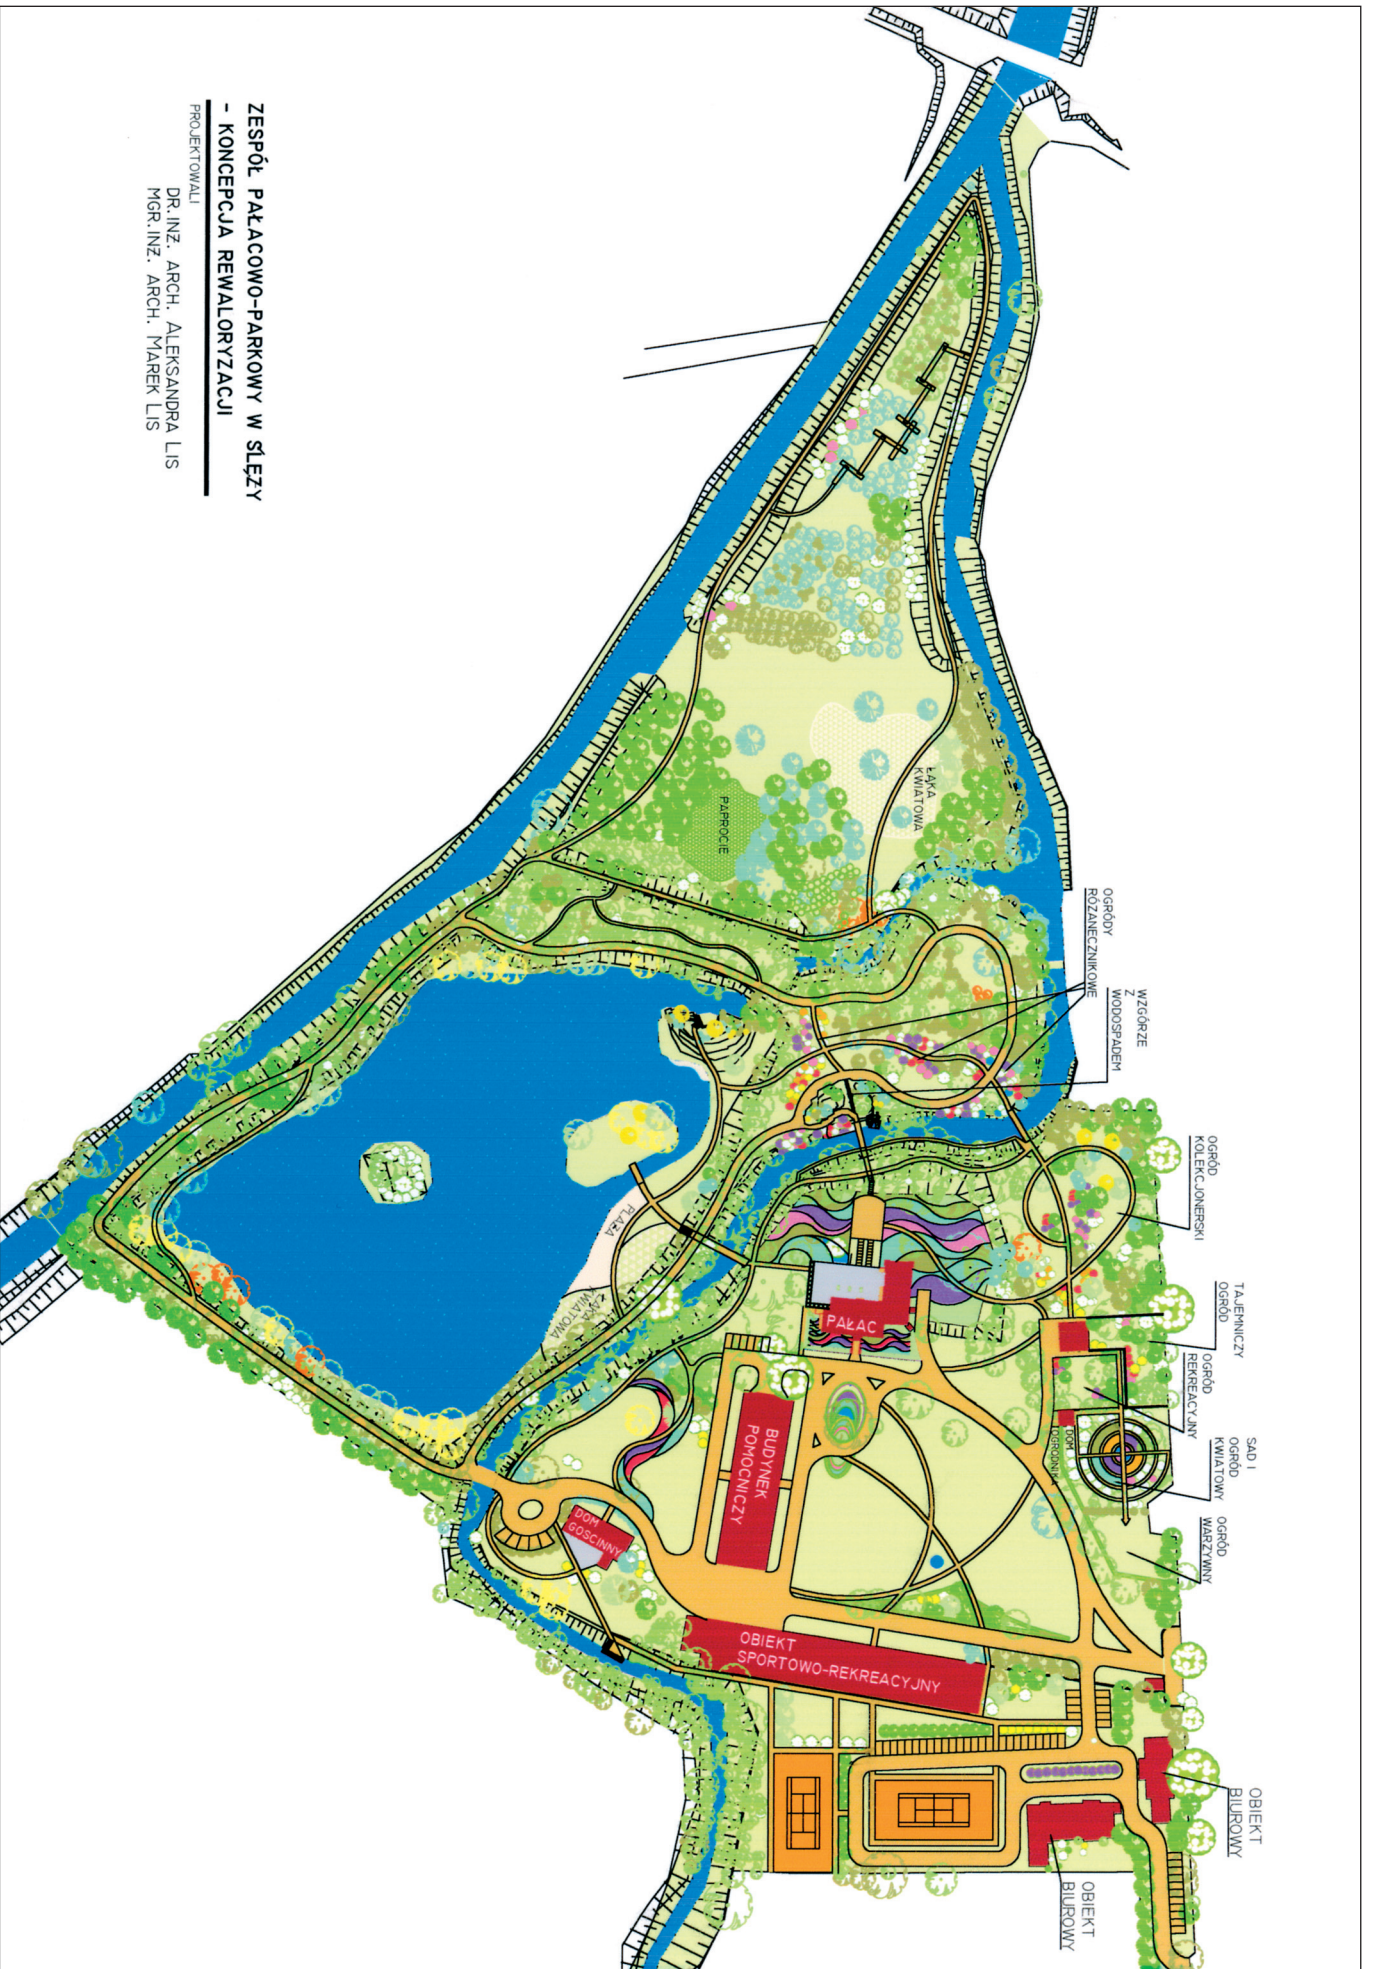 ZESPÓŁ PAŁACOWO-PARKOWY W ŚLĘZY
- KONCEPCJA REWALORYZACJI
PROJEKTOWALI
DR.INŻ. ARCH. ALEKSANDRA LIS
MGR.INŻ. ARCH. MAREK LIS
ŁĄKA
KWIATOWA
PAPROCIE
OGRODY
RÓŻANECZNIKOWE
WZGÓRZE
Z
WODOSPADEM
OGRÓD
KOLEKCJONERSKI
TAJEMNICZY
OGRÓD
OGRÓD
REKREACYJNY
SAD I
OGRÓD
KWIATOWY
OGRÓD
WARZYWNY
DOM
OGRODNIKA
PLAŻA
ŁĄKA
KWIATOWA
PAŁAC
BUDYNEK
POMOCNICZY
DOM
GOŚCINNY
OBIEKT
SPORTOWO-REKREACYJNY
OBIEKT
BIUROWY
OBIEKT
BIUROWY